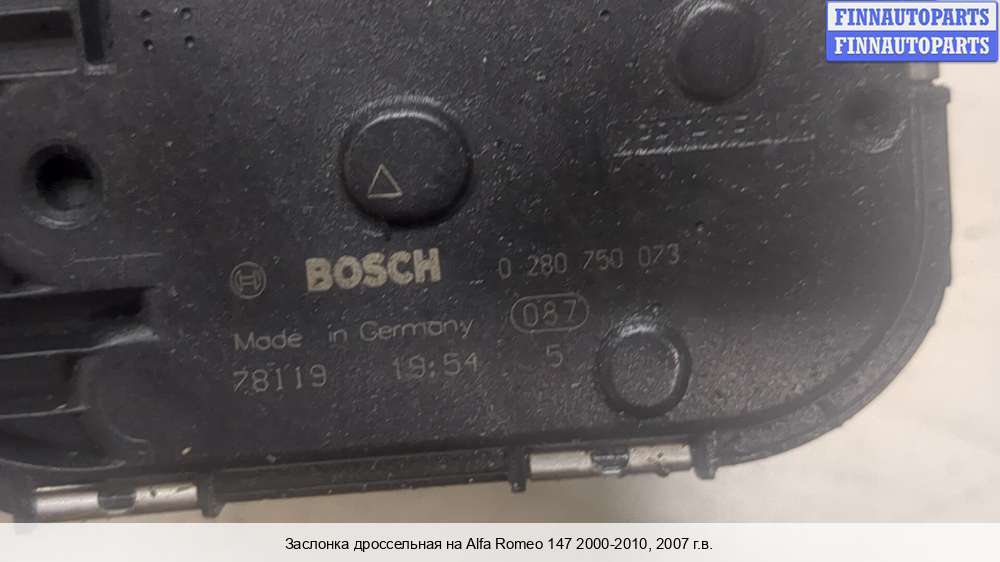 FINNAUTOPARTS
FINNAUTOPARTS
BOSCH 0 280 750 073
Made in Germany 087
78119 19:54 5
Заслонка дроссельная на Alfa Romeo 147 2000-2010, 2007 г.в.